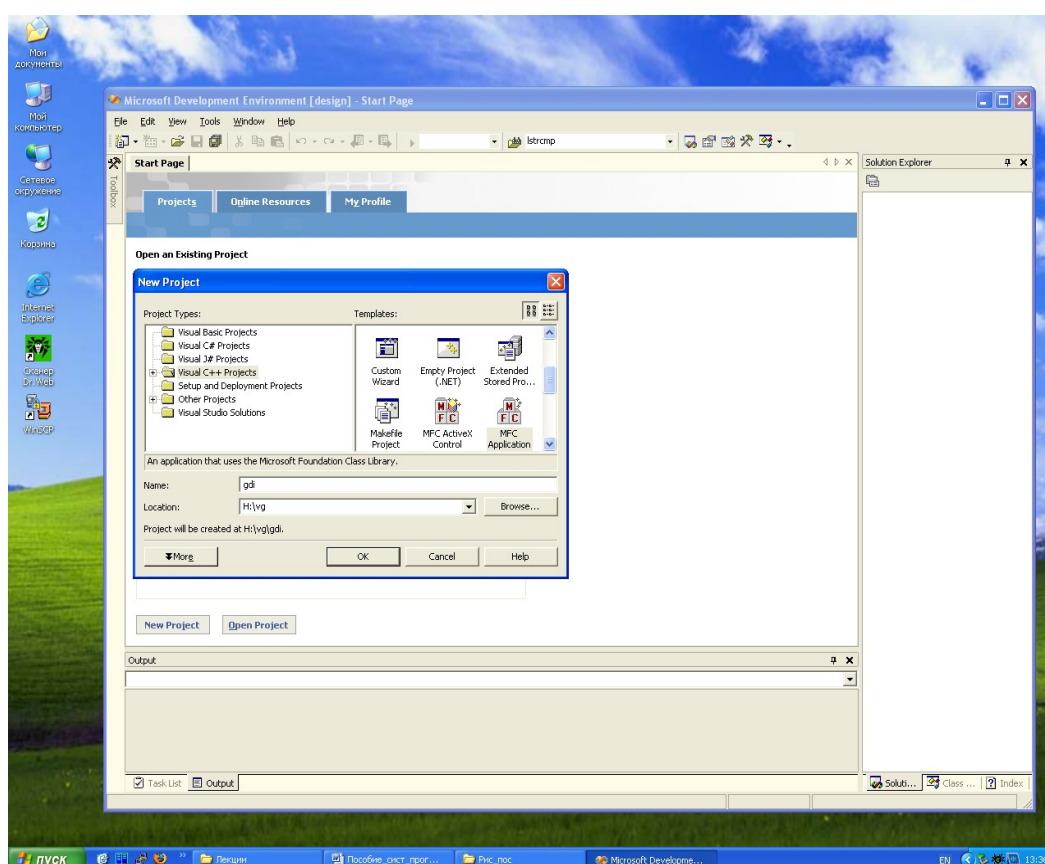 Мои
документы
Мой
компьютер
Сетевое
окружение
Корзина
Internet
Explorer
Сканер
Dr.Web
WinSCP
Microsoft Development Environment [design] - Start Page
File Edit View Tools Window Help
lstrcmp
Toolbox
Start Page
Solution Explorer
Projects Online Resources My Profile
Open an Existing Project
New Project
Project Types: Templates:
Visual Basic Projects
Visual C# Projects
Visual J# Projects
Visual C++ Projects
Setup and Deployment Projects
Other Projects
Visual Studio Solutions
Custom Wizard
Empty Project (.NET)
Extended Stored Pro...
Makefile Project
MFC ActiveX Control
MFC Application
An application that uses the Microsoft Foundation Class Library.
Name: gdi
Location: H:\vg Browse...
Project will be created at H:\vg\gdi.
More OK Cancel Help
New Project Open Project
Output
Task List Output
Soluti... Class ... Index
пуск Лекции Пособие_сист_прог... Рис_пос Microsoft Developme... EN 13:36